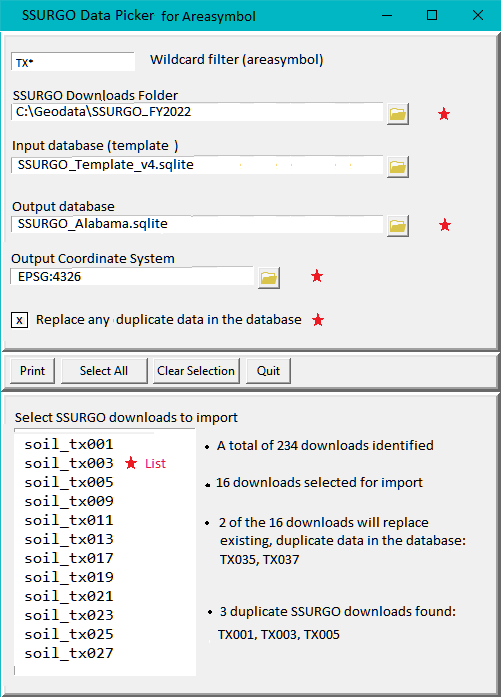 SSURGO Data Picker for Areasymbol
TX*
Wildcard filter (areasymbol)
SSURGO Downloads Folder
C:\Geodata\SSURGO_FY2022
Input database (template )
SSURGO_Template_v4.sqlite
Output database
SSURGO_Alabama.sqlite
Output Coordinate System
EPSG:4326
x Replace any duplicate data in the database
Print Select All Clear Selection Quit
Select SSURGO downloads to import
soil_tx001
soil_tx003 List
soil_tx005
soil_tx009
soil_tx011
soil_tx013
soil_tx017
soil_tx019
soil_tx021
soil_tx023
soil_tx025
soil_tx027
• A total of 234 downloads identified
• 16 downloads selected for import
• 2 of the 16 downloads will replace
existing, duplicate data in the database:
TX035, TX037
• 3 duplicate SSURGO downloads found:
TX001, TX003, TX005